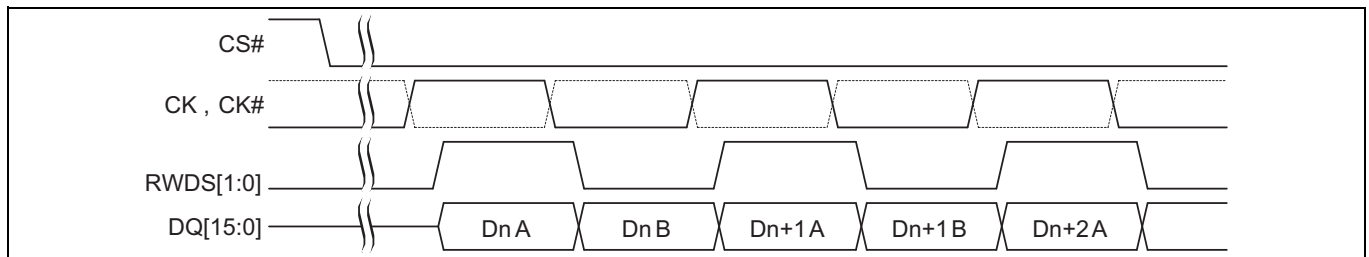 CS#
CK , CK#
RWDS[1:0]
DQ[15:0]
Dn A Dn B Dn+1 A Dn+1 B Dn+2 A